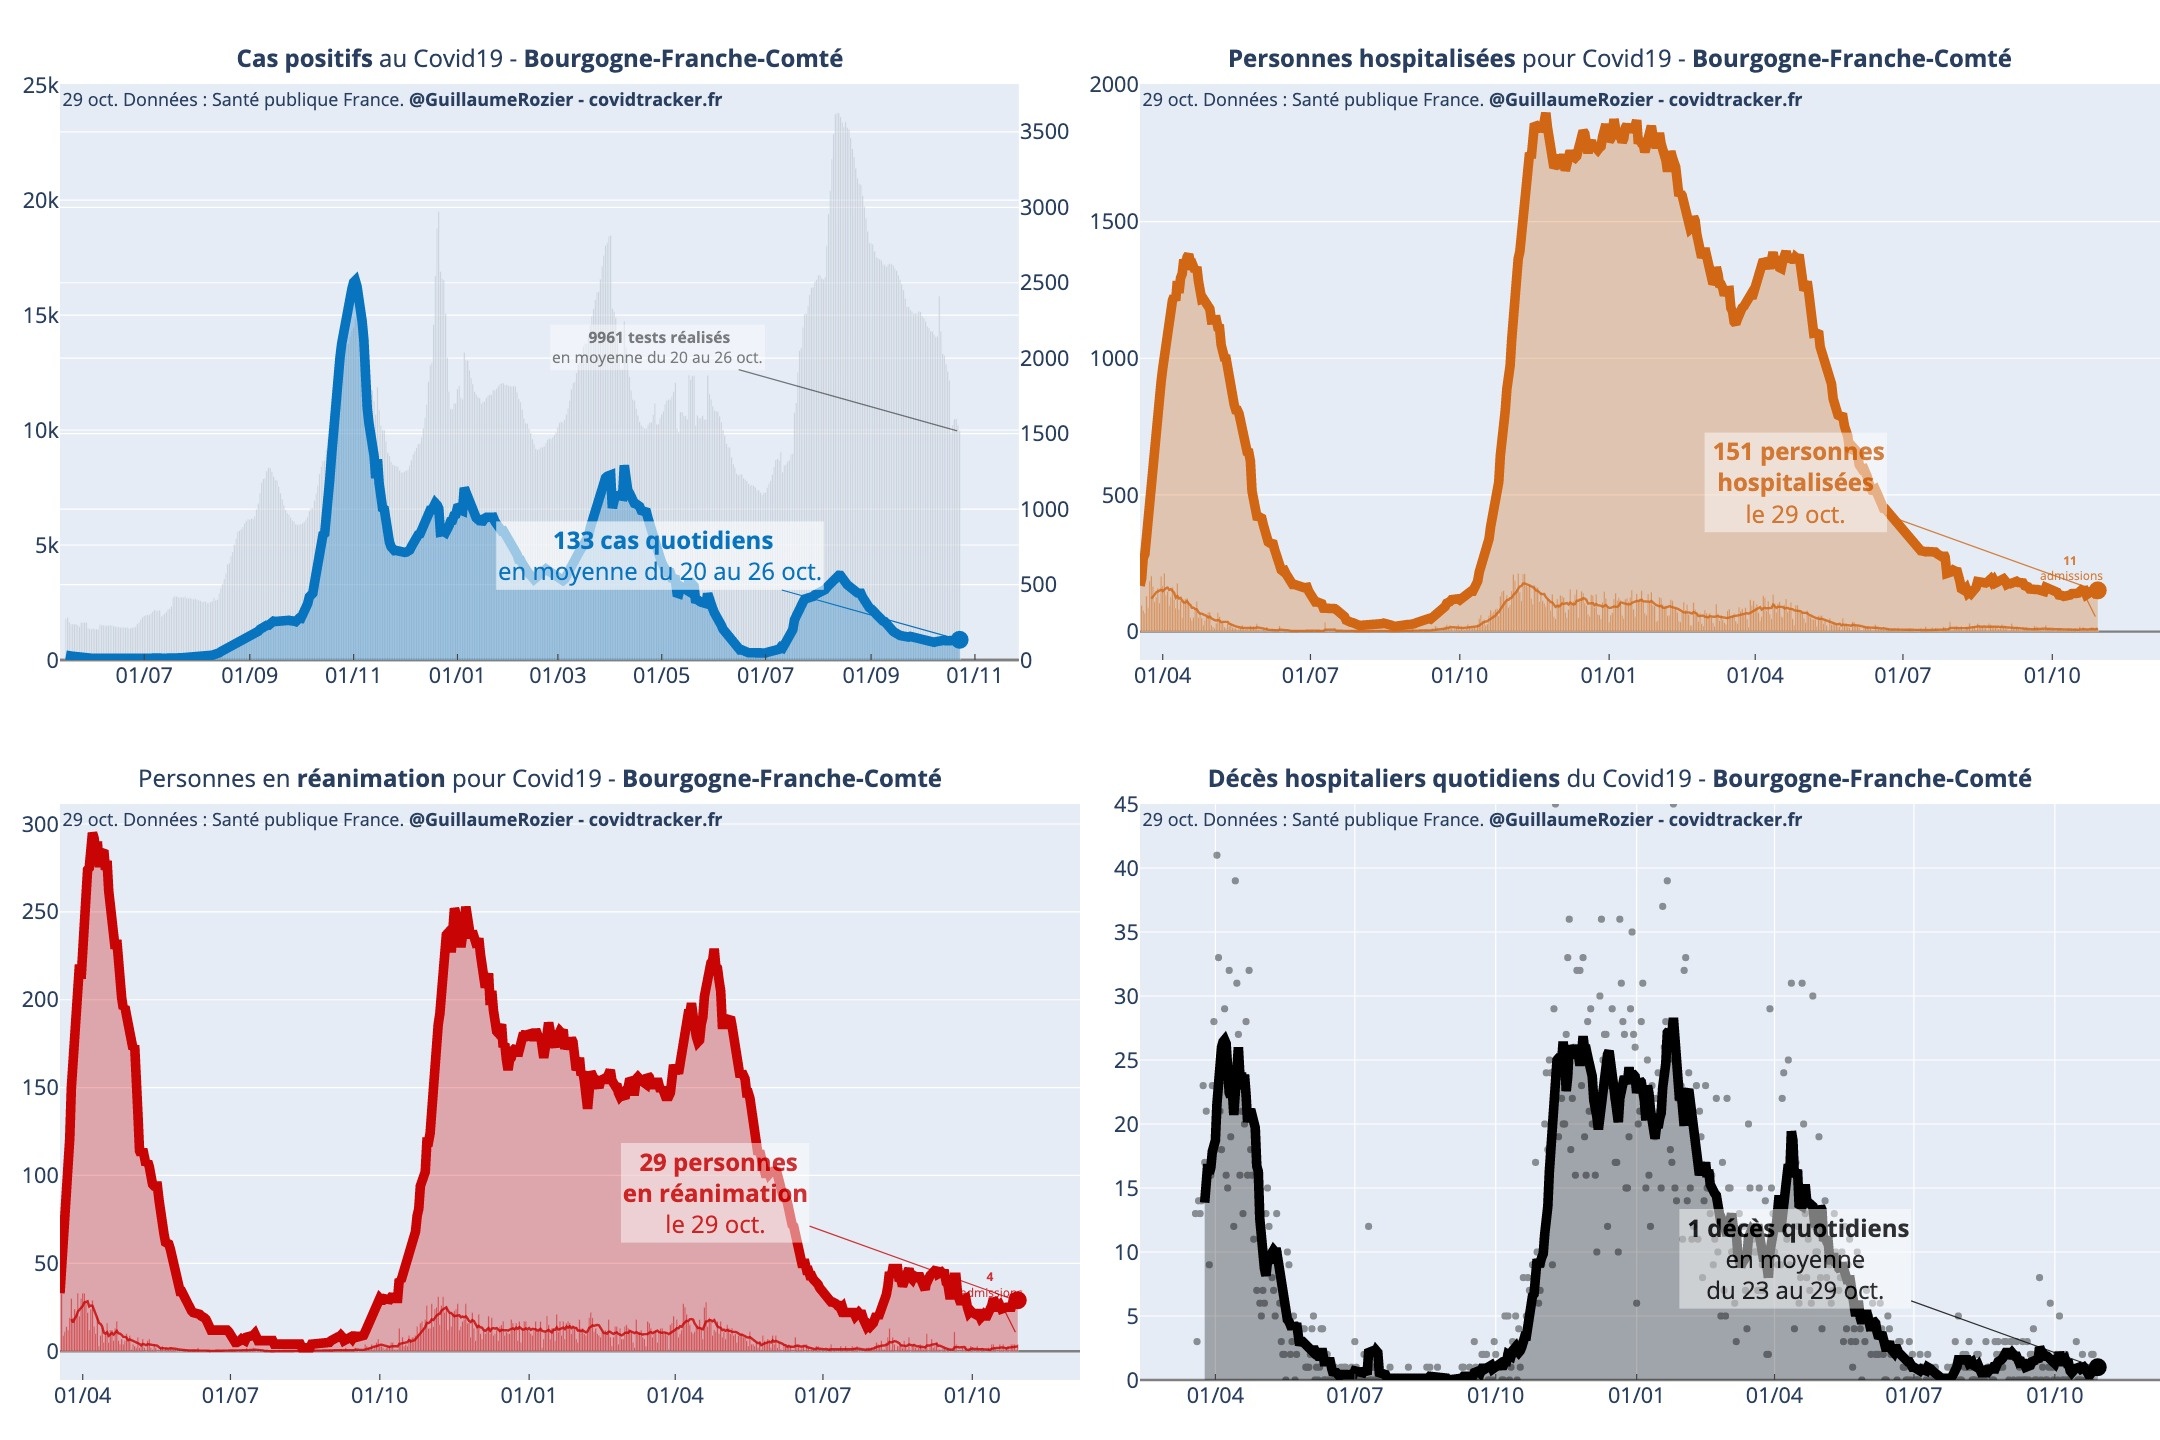 Cas positifs au Covid19 - Bourgogne-Franche-Comté
25k
29 oct. Données : Santé publique France. @GuillaumeRozier - covidtracker.fr
3500
20k
3000
2500
15k
9961 tests réalisés
en moyenne du 20 au 26 oct.
2000
10k
1500
1000
5k
133 cas quotidiens
en moyenne du 20 au 26 oct.
500
0
0
01/07 01/09 01/11 01/01 01/03 01/05 01/07 01/09 01/11
Personnes hospitalisées pour Covid19 - Bourgogne-Franche-Comté
2000
29 oct. Données : Santé publique France. @GuillaumeRozier - covidtracker.fr
1500
1000
151 personnes
hospitalisées
le 29 oct.
500
11
admissions
0
01/04 01/07 01/10 01/01 01/04 01/07 01/10
Personnes en réanimation pour Covid19 - Bourgogne-Franche-Comté
300
29 oct. Données : Santé publique France. @GuillaumeRozier - covidtracker.fr
250
200
150
100
29 personnes
en réanimation
le 29 oct.
50
4
admissions
0
01/04 01/07 01/10 01/01 01/04 01/07 01/10
Décès hospitaliers quotidiens du Covid19 - Bourgogne-Franche-Comté
45
29 oct. Données : Santé publique France. @GuillaumeRozier - covidtracker.fr
40
35
30
25
20
15
1 décès quotidiens
en moyenne
du 23 au 29 oct.
10
5
0
01/04 01/07 01/10 01/01 01/04 01/07 01/10